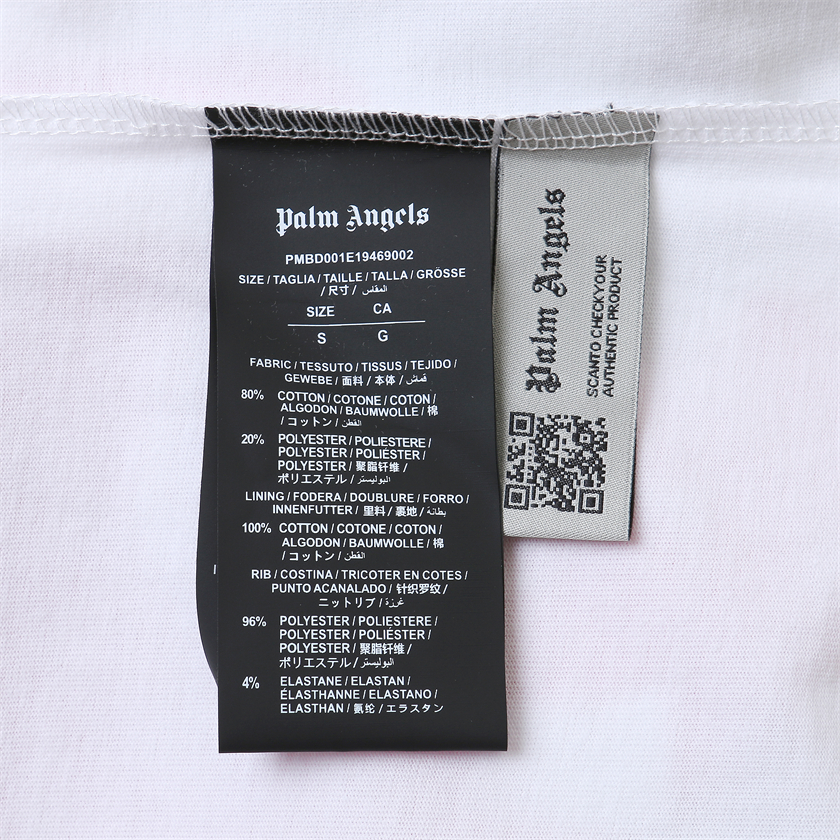 Palm Angels
PMBD001E19469002
SIZE / TAGLIA / TAILLE / TALLA / GRÖSSE
/ 尺寸 / المقاس
SIZE CA
S G
FABRIC / TESSUTO / TISSUS / TEJIDO /
GEWEBE / 面料 / 本体 / قماش
80% COTTON / COTONE / COTON /
ALGODON / BAUMWOLLE / 棉
/ コットン / القطن
20% POLYESTER / POLIESTERE /
POLYESTER / POLIÉSTER /
POLYESTER / 聚脂纤维 /
ポリエステル / البوليستر
LINING / FODERA / DOUBLURE / FORRO /
INNENFUTTER / 里料 / 裏地 / بطانة
100% COTTON / COTONE / COTON /
ALGODON / BAUMWOLLE / 棉
/ コットン / القطن
RIB / COSTINA / TRICOTER EN COTES /
PUNTO ACANALADO / 针织罗纹 /
ニットリブ / غرزة
96% POLYESTER / POLIESTERE /
POLYESTER / POLIÉSTER /
POLYESTER / 聚脂纤维 /
ポリエステル / البوليستر
4% ELASTANE / ELASTAN /
ÉLASTHANNE / ELASTANO /
ELASTHAN / 氨纶 / エラスタン
Palm Angels
SCANTO CHECKYOUR
AUTHENTIC PRODUCT